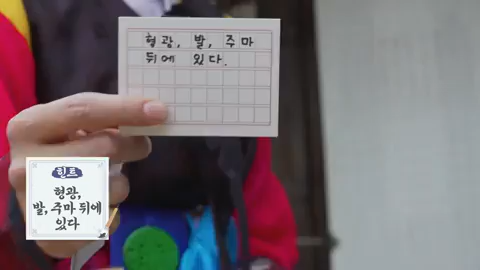 형광, 발, 주마
뒤에 있다.
힌트
형광,
발, 주마 뒤에
있다